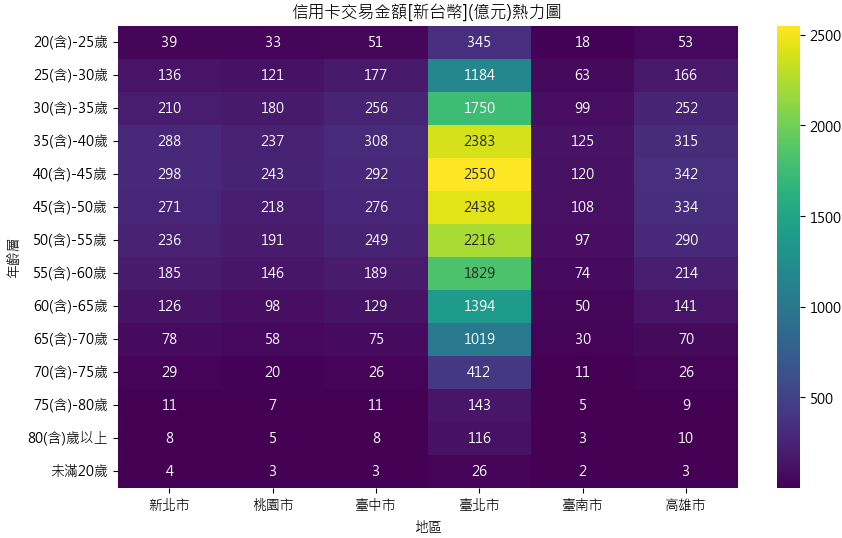 信用卡交易金額[新台幣](億元)熱力圖
20(含)-25歲 39 33 51 345 18 53
25(含)-30歲 136 121 177 1184 63 166
30(含)-35歲 210 180 256 1750 99 252
35(含)-40歲 288 237 308 2383 125 315
40(含)-45歲 298 243 292 2550 120 342
45(含)-50歲 271 218 276 2438 108 334
50(含)-55歲 236 191 249 2216 97 290
55(含)-60歲 185 146 189 1829 74 214
60(含)-65歲 126 98 129 1394 50 141
65(含)-70歲 78 58 75 1019 30 70
70(含)-75歲 29 20 26 412 11 26
75(含)-80歲 11 7 11 143 5 9
80(含)歲以上 8 5 8 116 3 10
未滿20歲 4 3 3 26 2 3
新北市 桃園市 臺中市 臺北市 臺南市 高雄市
地區
年齡層
2500
2000
1500
1000
500